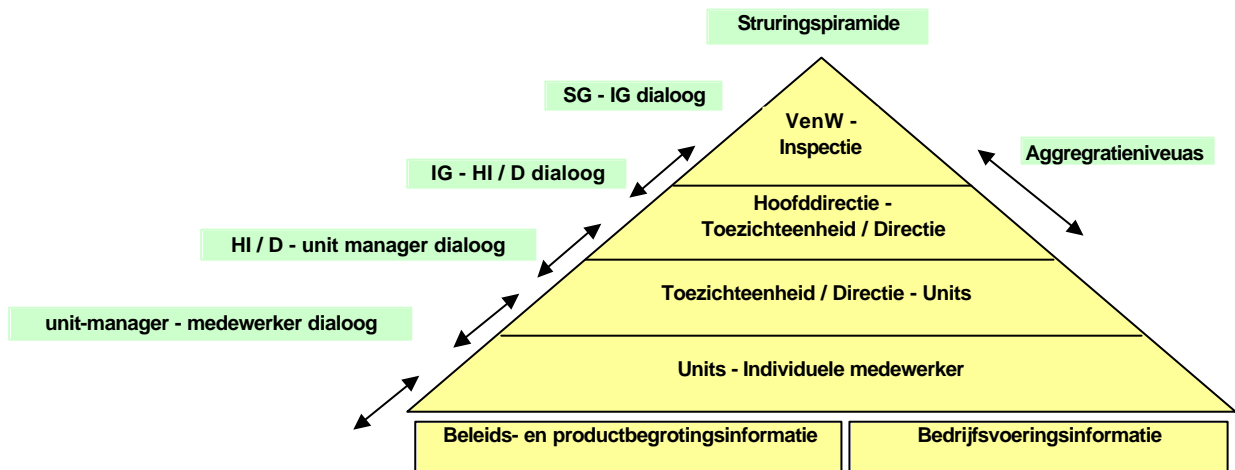 Struringspiramide
SG - IG dialoog
VenW -
Inspectie
Aggregratieniveuas
IG - HI / D dialoog
Hoofddirectie -
Toezichteenheid / Directie
HI / D - unit manager dialoog
Toezichteenheid / Directie - Units
unit-manager - medewerker dialoog
Units - Individuele medewerker
Beleids- en productbegrotingsinformatie
Bedrijfsvoeringsinformatie